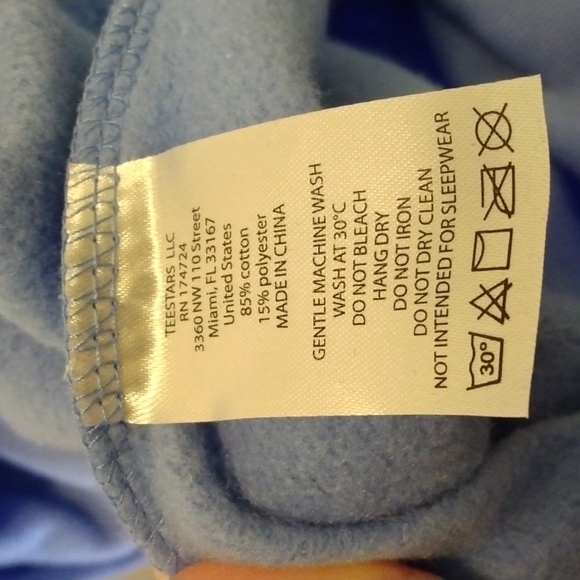 TEESTARS LLC
RN 174724
3360 NW 110 Street
Miami, FL 33167
United States
85% cotton
15% polyester
MADE IN CHINA
GENTLE MACHINE WASH
WASH AT 30°C
DO NOT BLEACH
HANG DRY
DO NOT IRON
DO NOT DRY CLEAN
NOT INTENDED FOR SLEEPWEAR
30°